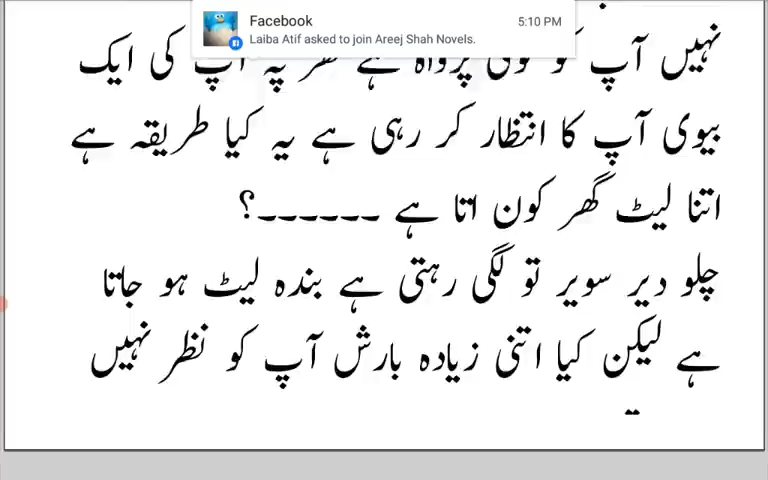 Facebook
5:10 PM
Laiba Atif asked to join Areej Shah Novels.
نہیں آپ کو کوئی پرواہ ہے گھر پہ آپ کی ایک
بیوی آپ کا انتظار کر رہی ہے یہ کیا طریقہ ہے
اتنا لیٹ گھر کون اتا ہے ۔۔۔۔۔۔؟
چلو دیر سویر تو لگی رہتی ہے بندہ لیٹ ہو جاتا
ہے لیکن کیا اتنی زیادہ بارش آپ کو نظر نہیں